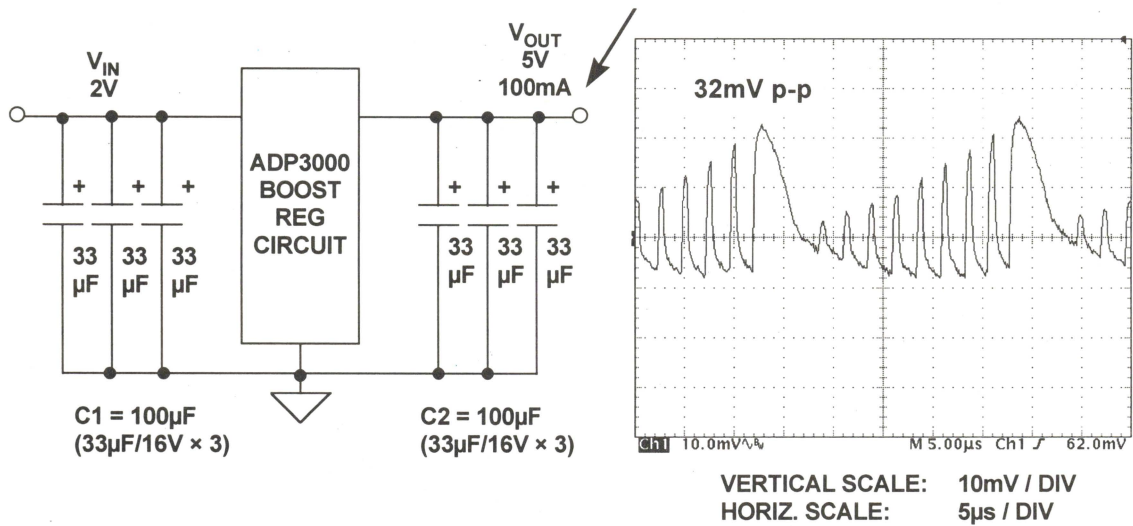 V_IN
2V
V_OUT
5V
100mA
ADP3000
BOOST
REG
CIRCUIT
+ + +
33 33 33
µF µF µF
+ + +
33 33 33
µF µF µF
C1 = 100µF
(33µF/16V × 3)
C2 = 100µF
(33µF/16V × 3)
32mV p-p
Ch1 10.0mV∿Bw M 5.00µs Ch1 ∫ 62.0mV
VERTICAL SCALE: 10mV / DIV
HORIZ. SCALE: 5µs / DIV